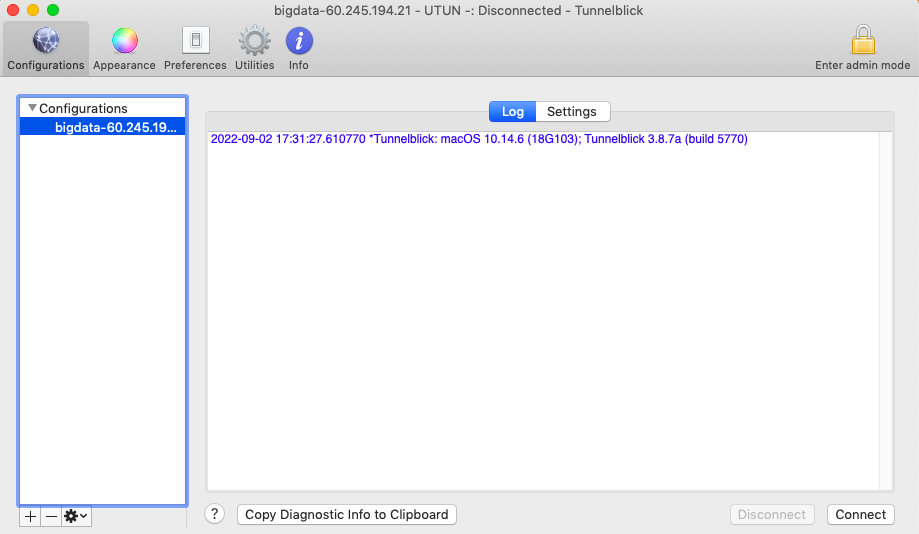 bigdata-60.245.194.21 - UTUN -: Disconnected - Tunnelblick
Configurations Appearance Preferences Utilities Info Enter admin mode
Configurations
bigdata-60.245.19...
Log Settings
2022-09-02 17:31:27.610770 *Tunnelblick: macOS 10.14.6 (18G103); Tunnelblick 3.8.7a (build 5770)
? Copy Diagnostic Info to Clipboard Disconnect Connect